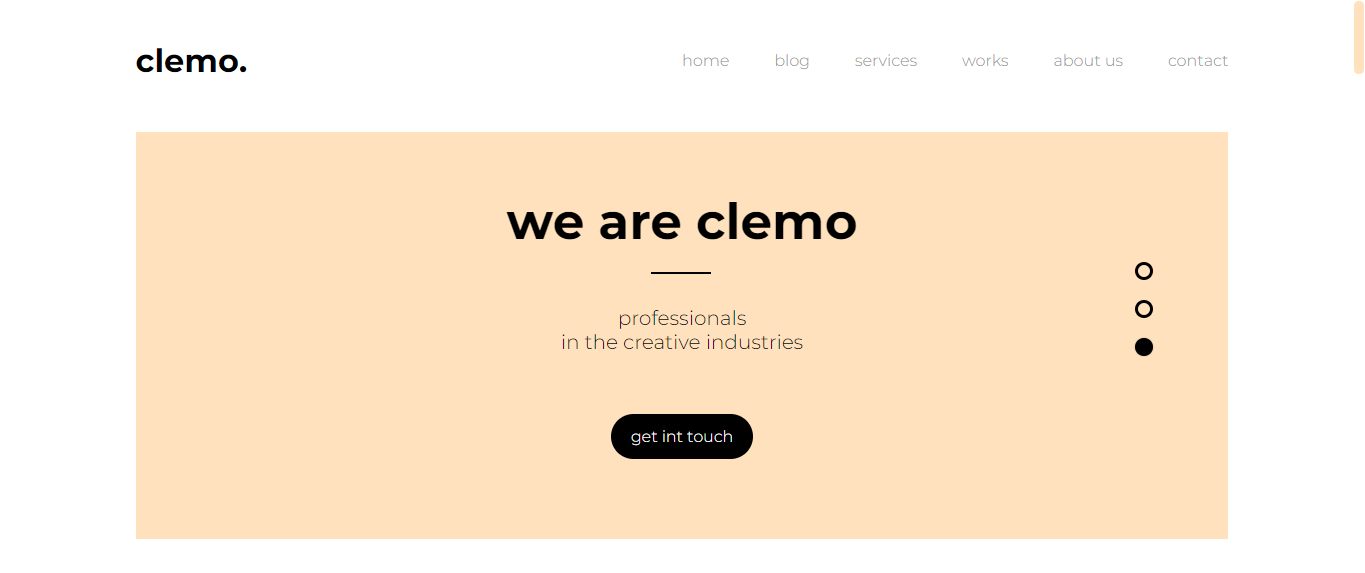 clemo.
home blog services works about us contact
we are clemo
professionals
in the creative industries
get int touch